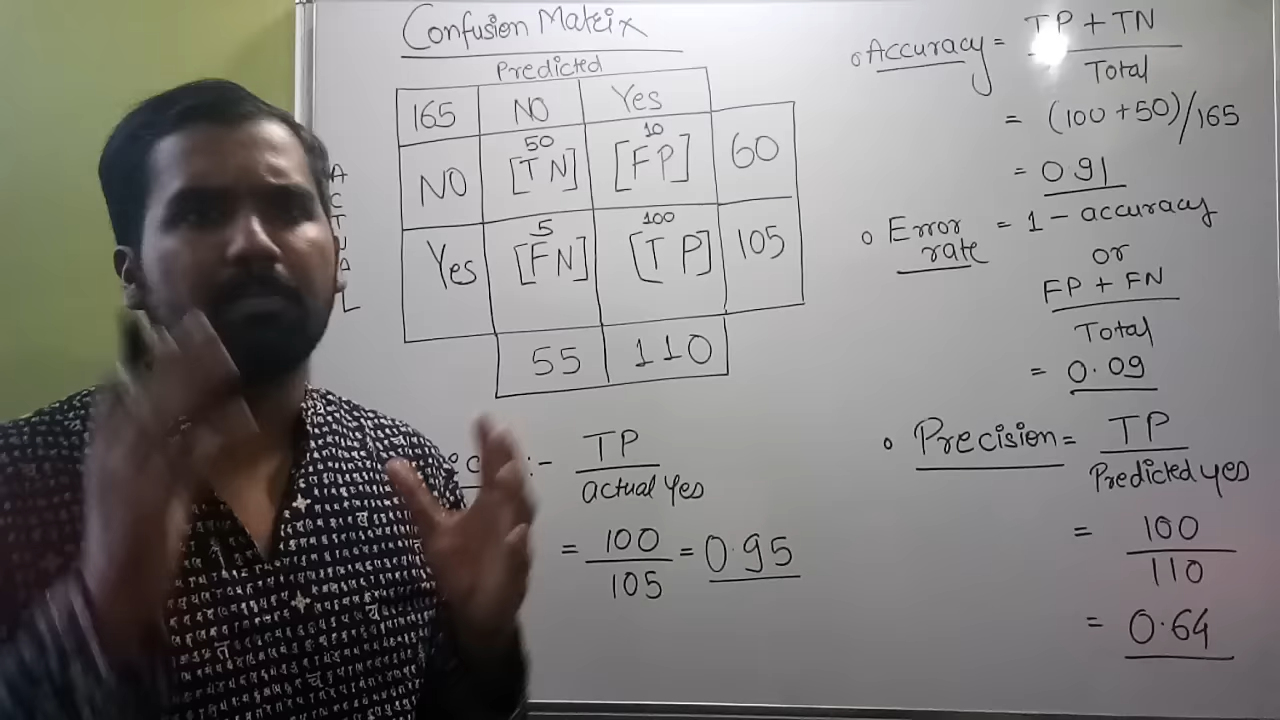 Confusion Matrix
Predicted
ACTUAL
165 NO Yes
50 10
NO [TN] [FP] 60
5 100
Yes [FN] [TP] 105
55 110
:- TP
actual Yes
= 100 = 0.95
105
• Accuracy = TP + TN
Total
= (100 + 50)/165
= 0.91
• Error rate = 1 - accuracy
or
FP + FN
Total
= 0.09
• Precision = TP
Predicted yes
= 100
110
= 0.64